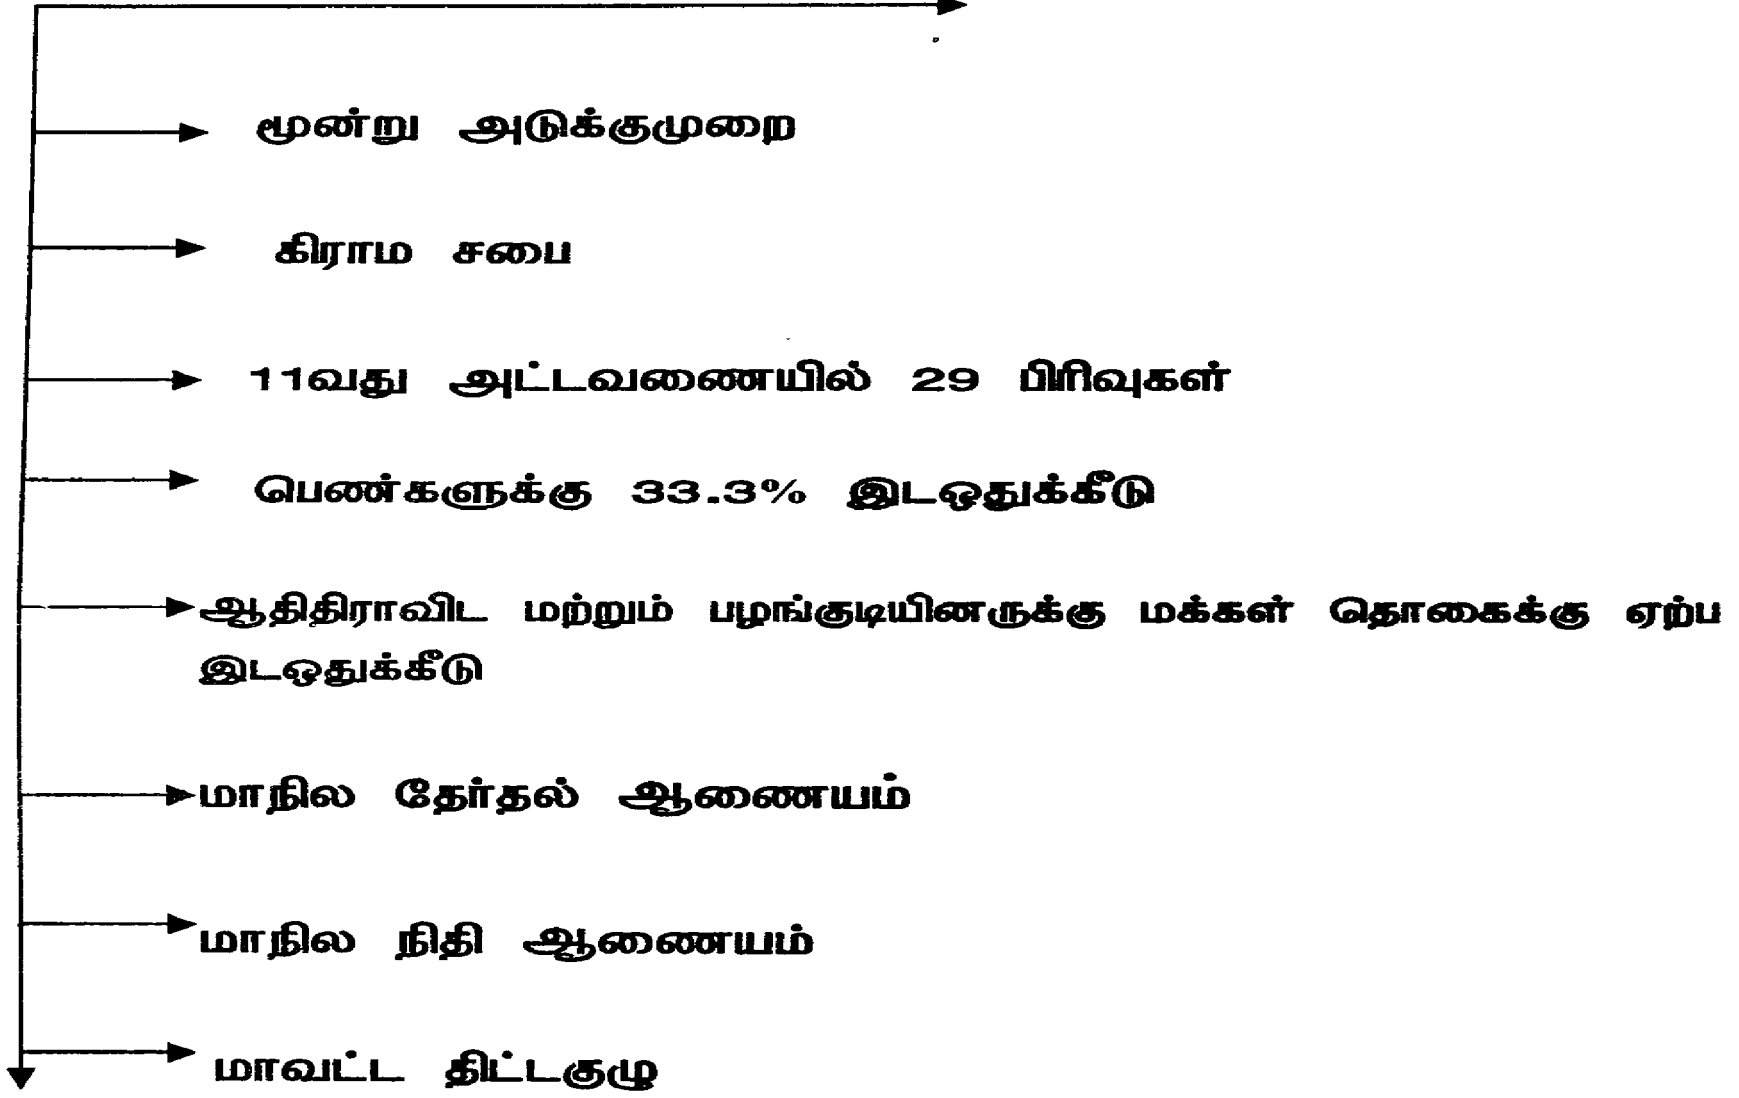 மூன்று அடுக்குமுறை
கிராம சபை
11வது அட்டவணையில் 29 பிரிவுகள்
பெண்களுக்கு 33.3% இடஒதுக்கீடு
ஆதிதிராவிட மற்றும் பழங்குடியினருக்கு மக்கள் தொகைக்கு ஏற்ப
இடஒதுக்கீடு
மாநில தேர்தல் ஆணையம்
மாநில நிதி ஆணையம்
மாவட்ட திட்டகுழு